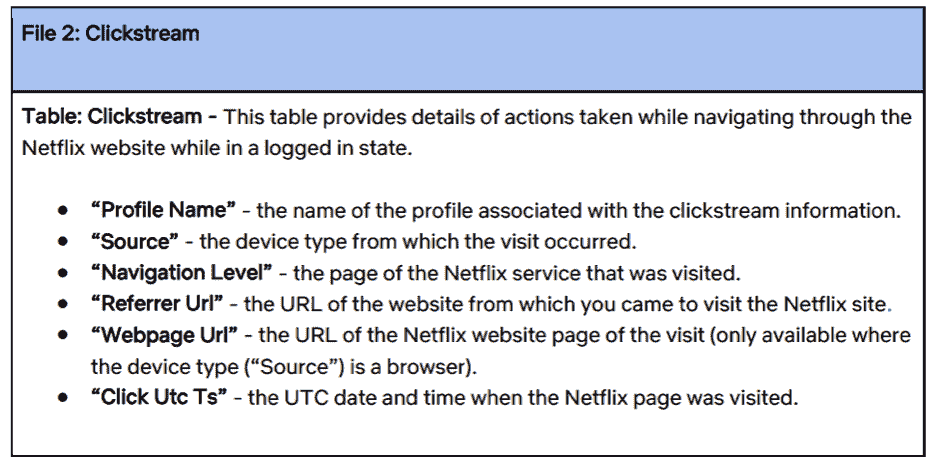 File 2: Clickstream
Table: Clickstream - This table provides details of actions taken while navigating through the
Netflix website while in a logged in state.
● “Profile Name” - the name of the profile associated with the clickstream information.
● “Source” - the device type from which the visit occurred.
● “Navigation Level” - the page of the Netflix service that was visited.
● “Referrer Url” - the URL of the website from which you came to visit the Netflix site.
● “Webpage Url” - the URL of the Netflix website page of the visit (only available where
the device type (“Source”) is a browser).
● “Click Utc Ts” - the UTC date and time when the Netflix page was visited.